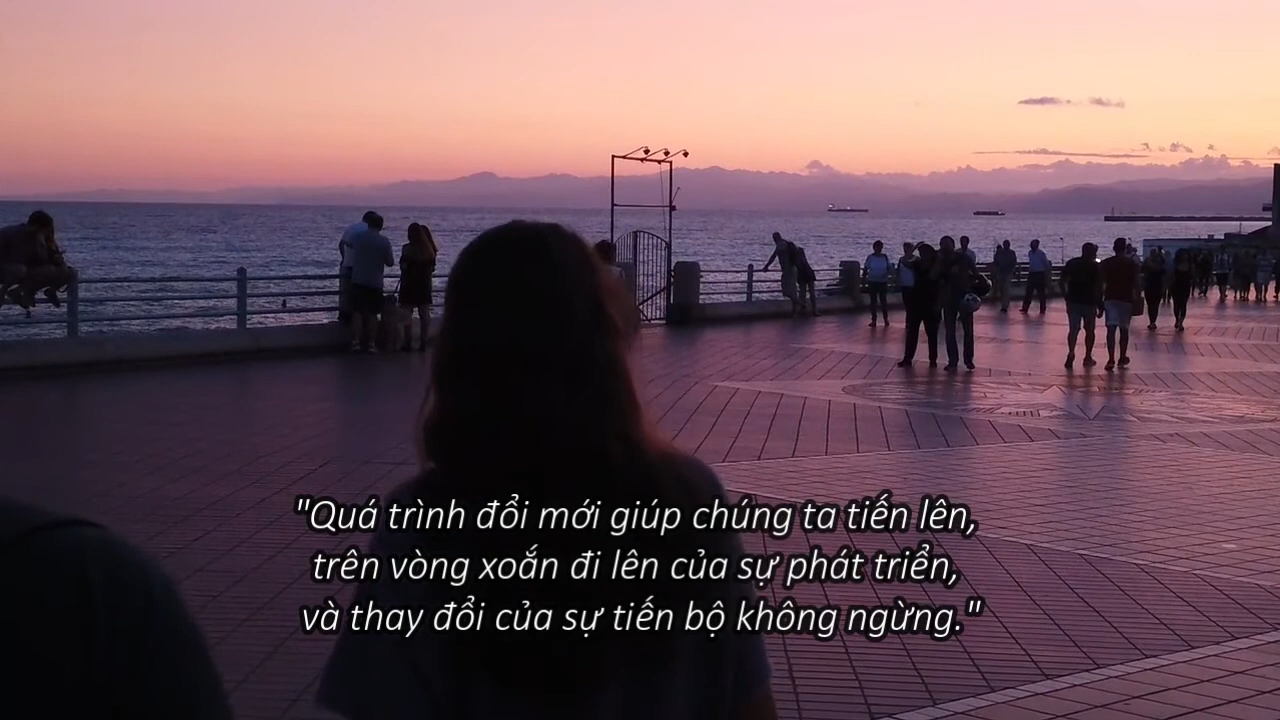 "Quá trình đổi mới giúp chúng ta tiến lên,
trên vòng xoắn đi lên của sự phát triển,
và thay đổi của sự tiến bộ không ngừng."